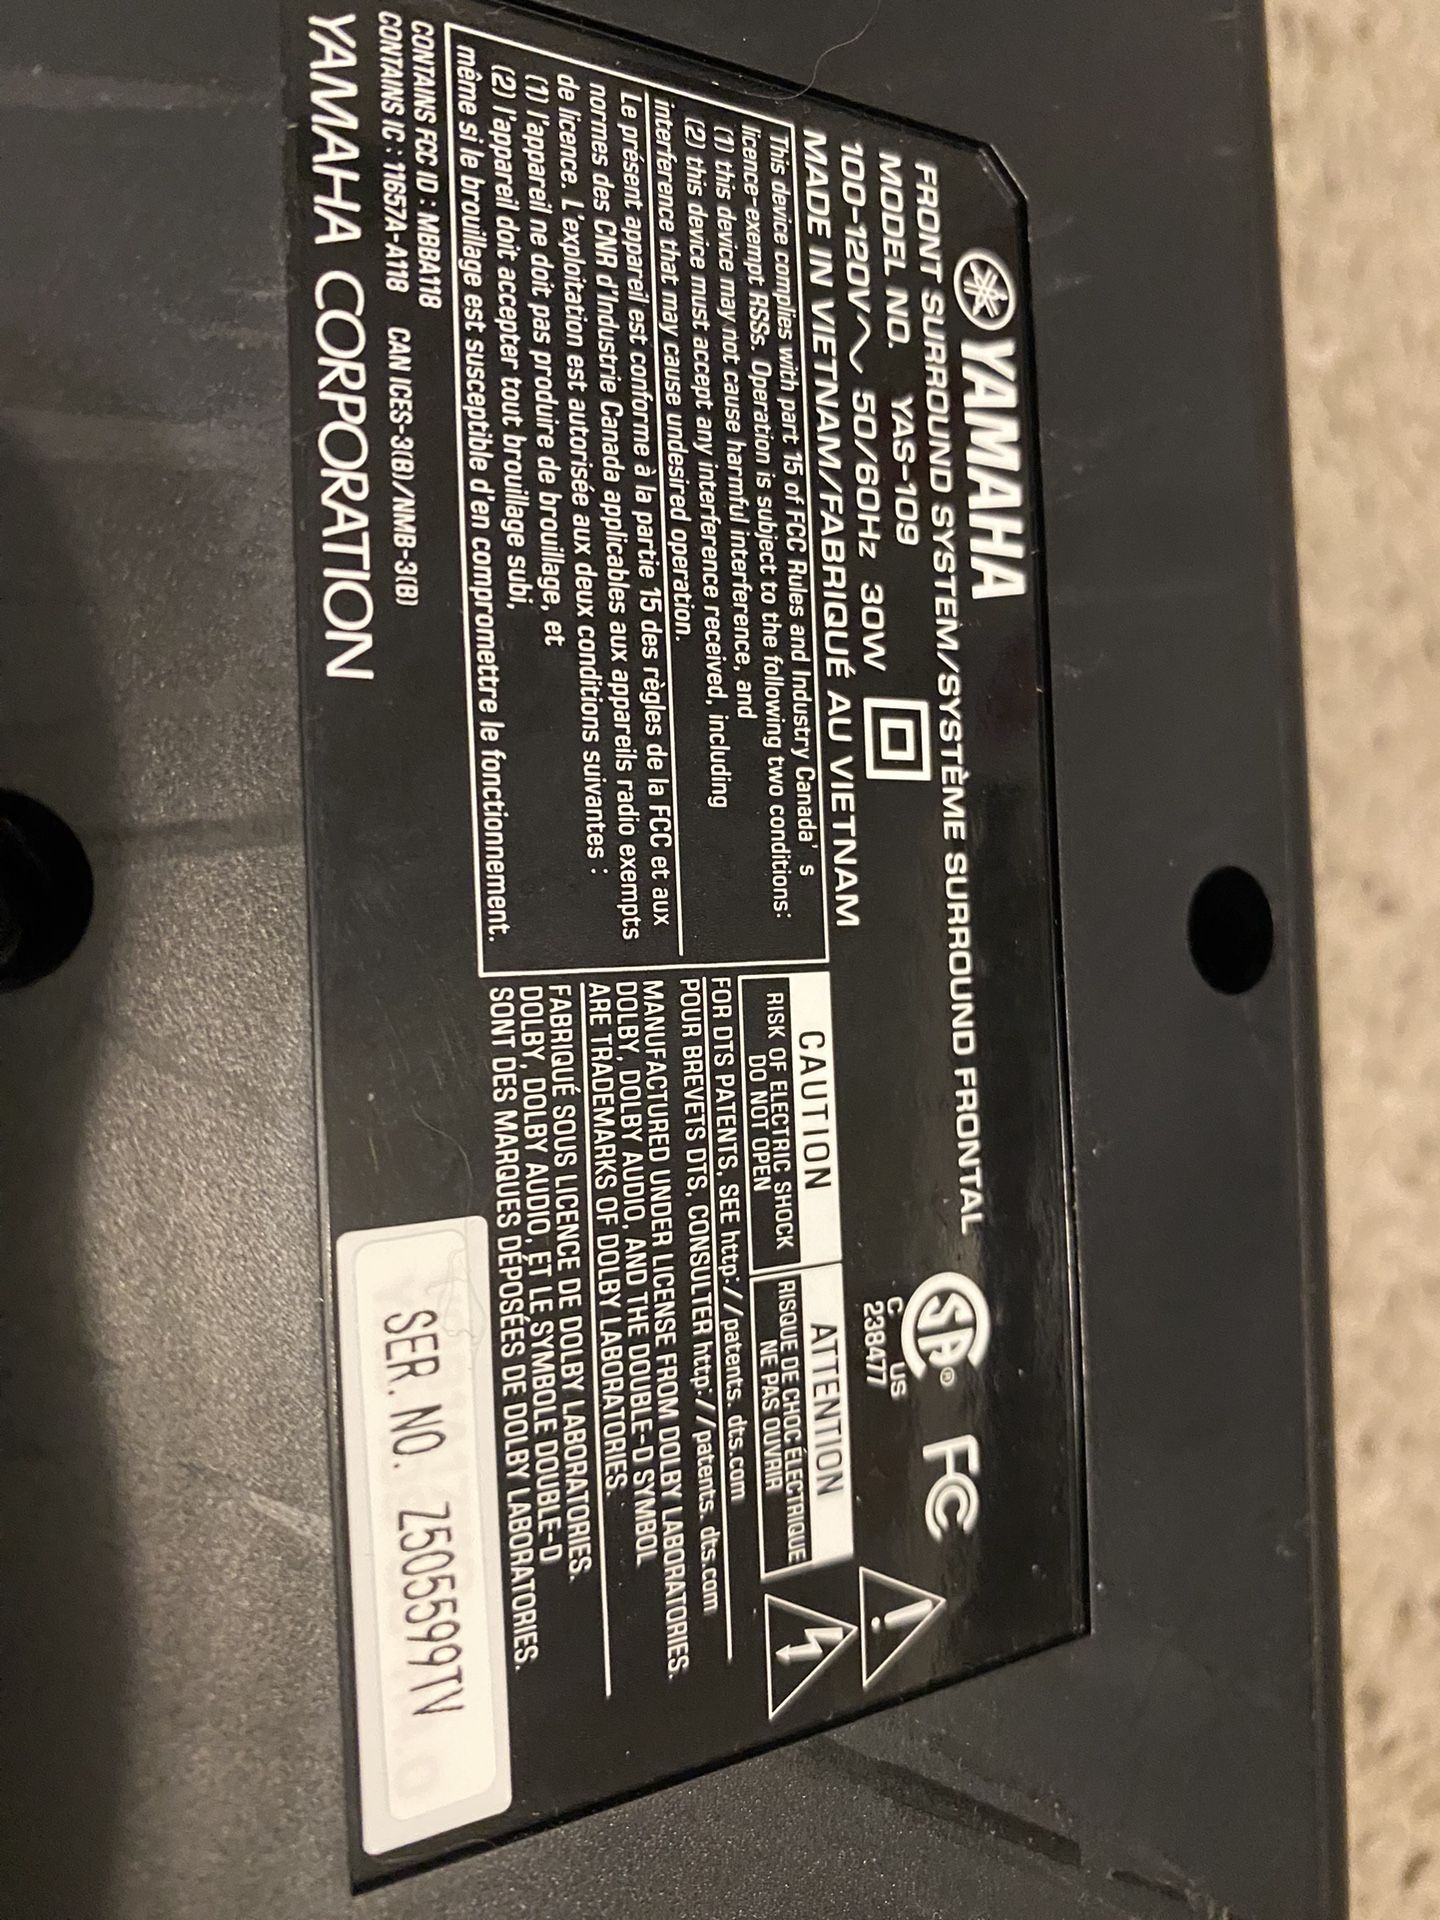 YAMAHA
FRONT SURROUND SYSTEM/SYSTÈME SURROUND FRONTAL
MODEL NO. YAS-109
100-120V~ 50/60Hz 30W
MADE IN VIETNAM/FABRIQUÉ AU VIETNAM
SA®
C US
238477
FC
This device complies with part 15 of FCC Rules and Industry Canada's
licence-exempt RSSs. Operation is subject to the following two conditions:
(1) this device may not cause harmful interference, and
(2) this device must accept any interference received, including
interference that may cause undesired operation.
Le présent appareil est conforme à la partie 15 des règles de la FCC et aux
normes des CNR d'Industrie Canada applicables aux appareils radio exempts
de licence. L'exploitation est autorisée aux deux conditions suivantes :
(1) l'appareil ne doit pas produire de brouillage, et
(2) l'appareil doit accepter tout brouillage subi,
même si le brouillage est susceptible d'en compromettre le fonctionnement.
CAUTION
RISK OF ELECTRIC SHOCK
DO NOT OPEN
ATTENTION
RISQUE DE CHOC ÉLECTRIQUE
NE PAS OUVRIR
FOR DTS PATENTS, SEE http://patents.dts.com
POUR BREVETS DTS, CONSULTER http://patents.dts.com
MANUFACTURED UNDER LICENSE FROM DOLBY LABORATORIES.
DOLBY, DOLBY AUDIO, AND THE DOUBLE-D SYMBOL
ARE TRADEMARKS OF DOLBY LABORATORIES.
FABRIQUÉ SOUS LICENCE DE DOLBY LABORATORIES.
DOLBY, DOLBY AUDIO, ET LE SYMBOLE DOUBLE-D
SONT DES MARQUES DÉPOSÉES DE DOLBY LABORATORIES.
CONTAINS FCC ID : MBBA118
CONTAINS IC : 11657A-A118 CAN ICES-3(B)/NMB-3(B)
YAMAHA CORPORATION
SER. NO. Z505599TV